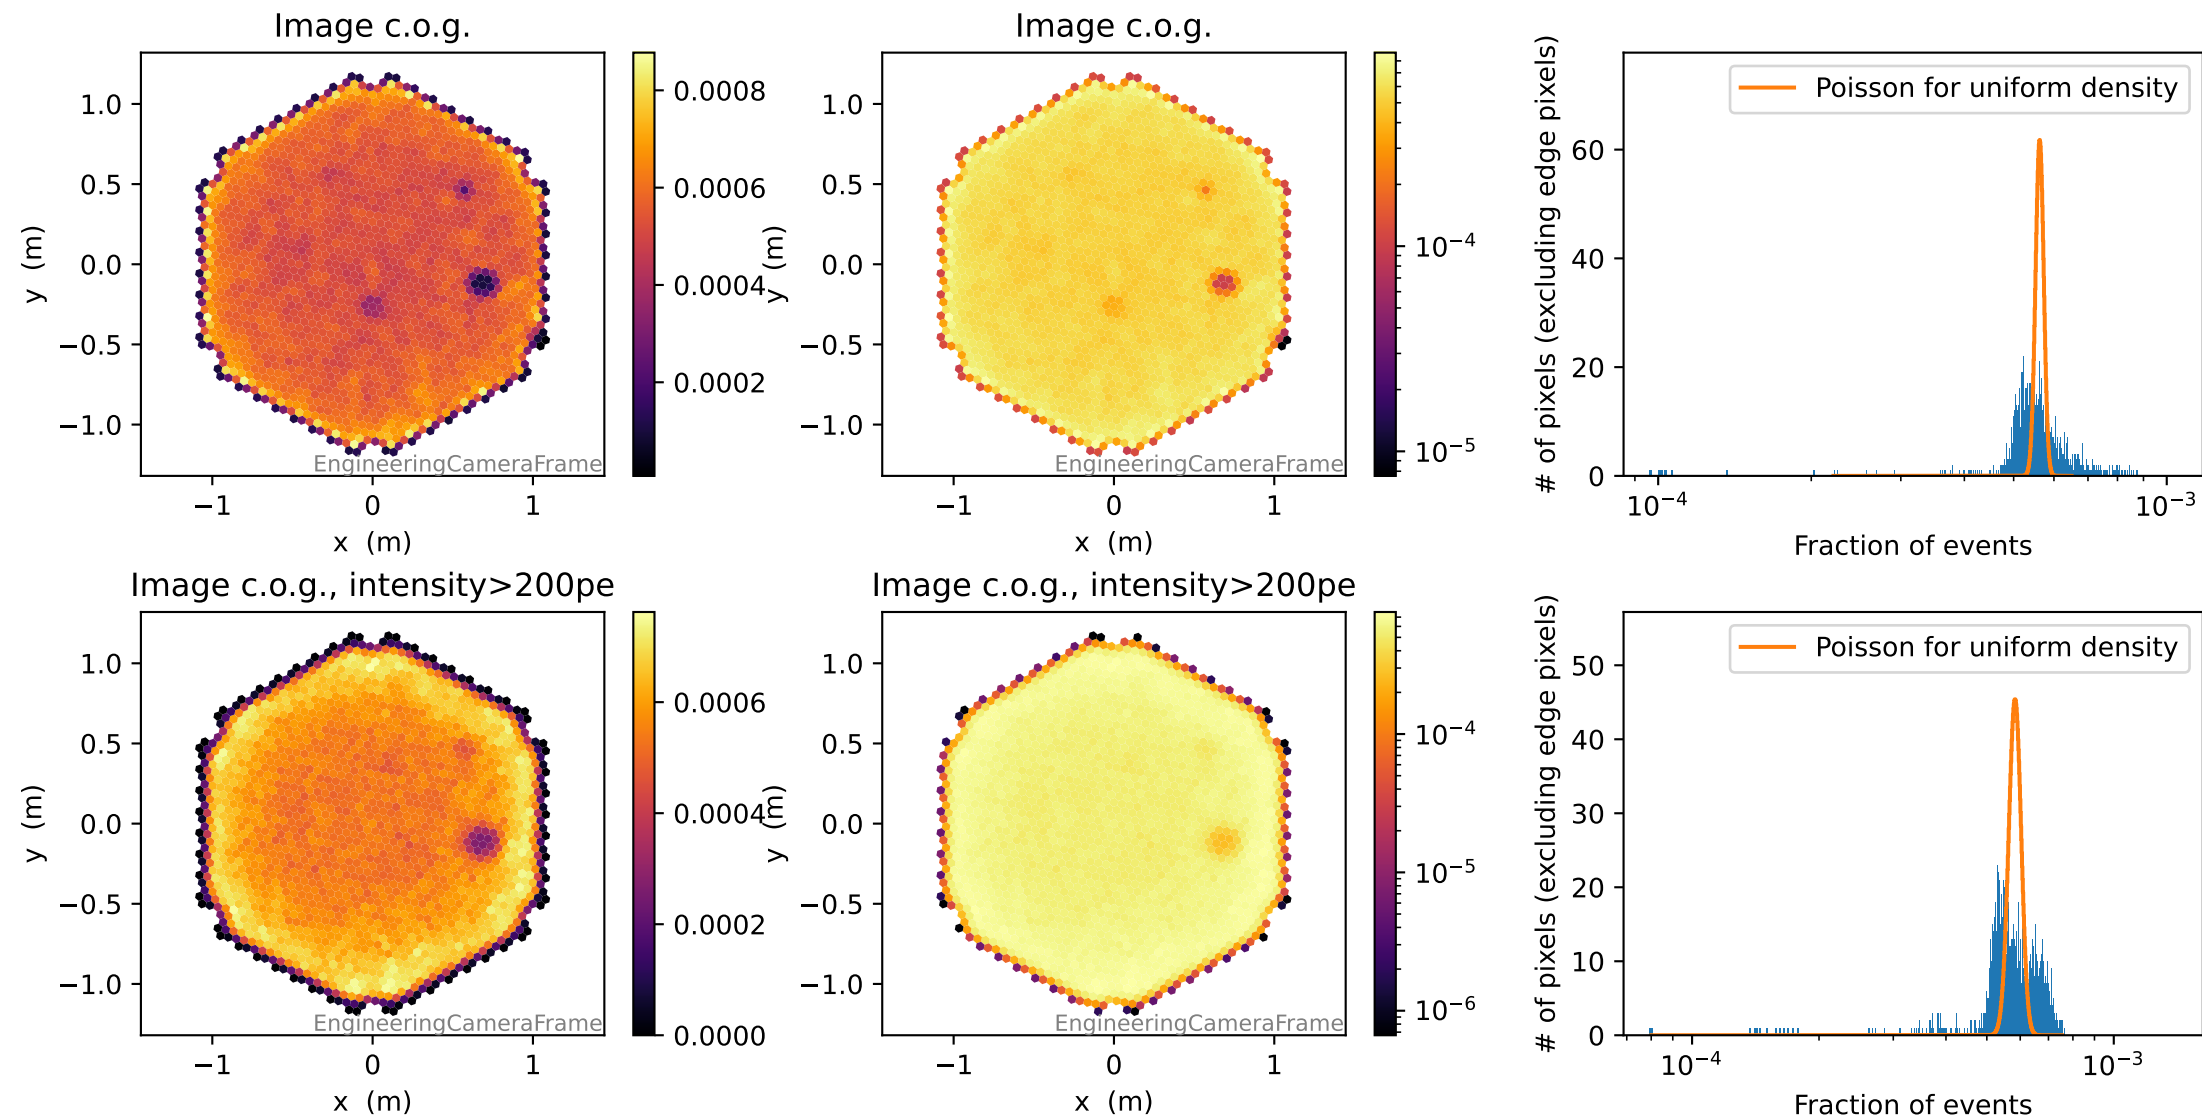 Image c.o.g.
y (m)
1.0
0.5
0.0
−0.5
−1.0
−1
0
1
x (m)
EngineeringCameraFrame
0.0008
0.0006
0.0004
0.0002
Image c.o.g.
y (m)
1.0
0.5
0.0
−0.5
−1.0
−1
0
1
x (m)
EngineeringCameraFrame
10⁻⁴
10⁻⁵
# of pixels (excluding edge pixels)
60
40
20
0
Poisson for uniform density
10⁻⁴
10⁻³
Fraction of events
Image c.o.g., intensity>200pe
y (m)
1.0
0.5
0.0
−0.5
−1.0
−1
0
1
x (m)
EngineeringCameraFrame
0.0006
0.0004
0.0002
0.0000
Image c.o.g., intensity>200pe
y (m)
1.0
0.5
0.0
−0.5
−1.0
−1
0
1
x (m)
EngineeringCameraFrame
10⁻⁴
10⁻⁵
10⁻⁶
# of pixels (excluding edge pixels)
50
40
30
20
10
0
Poisson for uniform density
10⁻⁴
10⁻³
Fraction of events